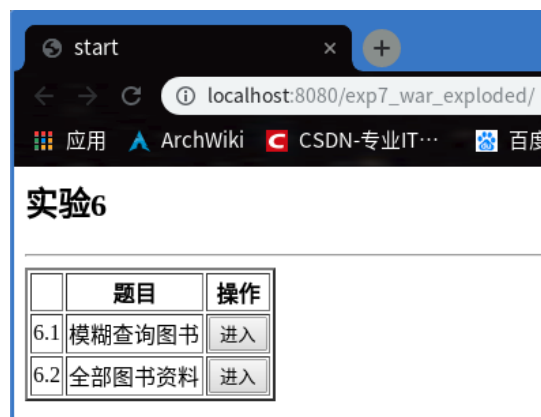 start
localhost:8080/exp7_war_exploded/
应用 ArchWiki CSDN-专业IT… 百度
实验6
题目 操作
6.1 模糊查询图书 进入
6.2 全部图书资料 进入